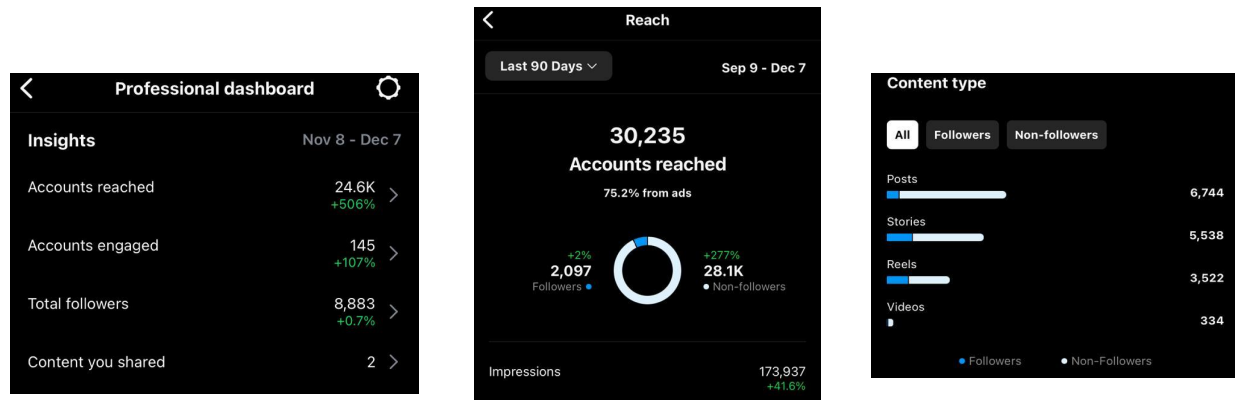 Professional dashboard
Insights
Nov 8 - Dec 7
Accounts reached
24.6K
+506%
Accounts engaged
145
+107%
Total followers
8,883
+0.7%
Content you shared
2
Reach
Last 90 Days
Sep 9 - Dec 7
30,235
Accounts reached
75.2% from ads
+2%
2,097
Followers
+277%
28.1K
Non-followers
Impressions
173,937
+41.6%
Content type
All
Followers
Non-followers
Posts
6,744
Stories
5,538
Reels
3,522
Videos
334
Followers
Non-Followers